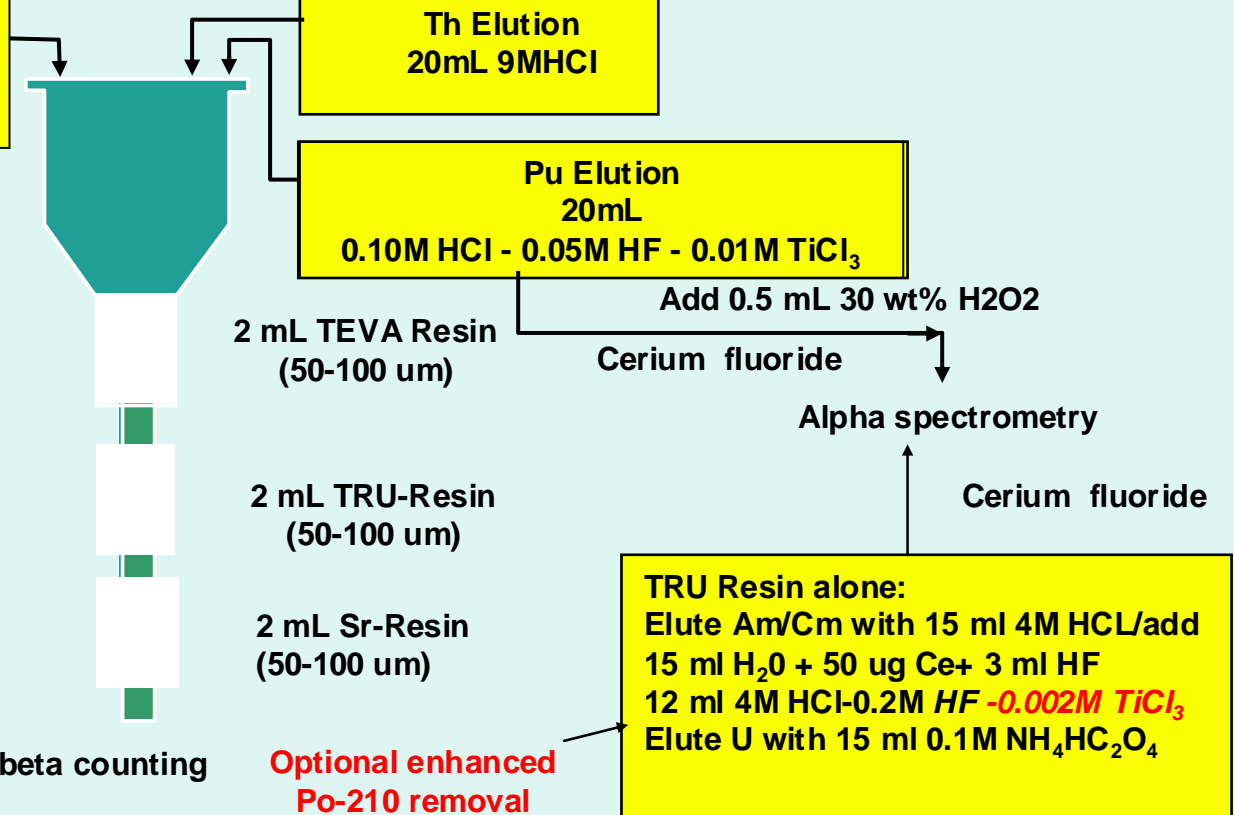 Th Elution
20mL 9MHCl
Pu Elution
20mL
0.10M HCl - 0.05M HF - 0.01M TiCl₃
Add 0.5 mL 30 wt% H2O2
Cerium fluoride
2 mL TEVA Resin
(50-100 um)
Alpha spectrometry
2 mL TRU-Resin
(50-100 um)
Cerium fluoride
2 mL Sr-Resin
(50-100 um)
TRU Resin alone:
Elute Am/Cm with 15 ml 4M HCL/add
15 ml H₂0 + 50 ug Ce+ 3 ml HF
12 ml 4M HCl-0.2M HF -0.002M TiCl₃
Elute U with 15 ml 0.1M NH₄HC₂O₄
beta counting
Optional enhanced
Po-210 removal